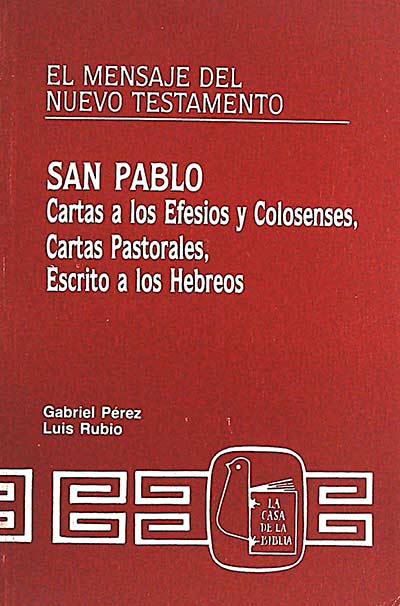 EL MENSAJE DEL
NUEVO TESTAMENTO
SAN PABLO
Cartas a los Efesios y Colosenses,
Cartas Pastorales,
Escrito a los Hebreos
Gabriel Pérez
Luis Rubio
LA
CASA
DE LA
BIBLIA